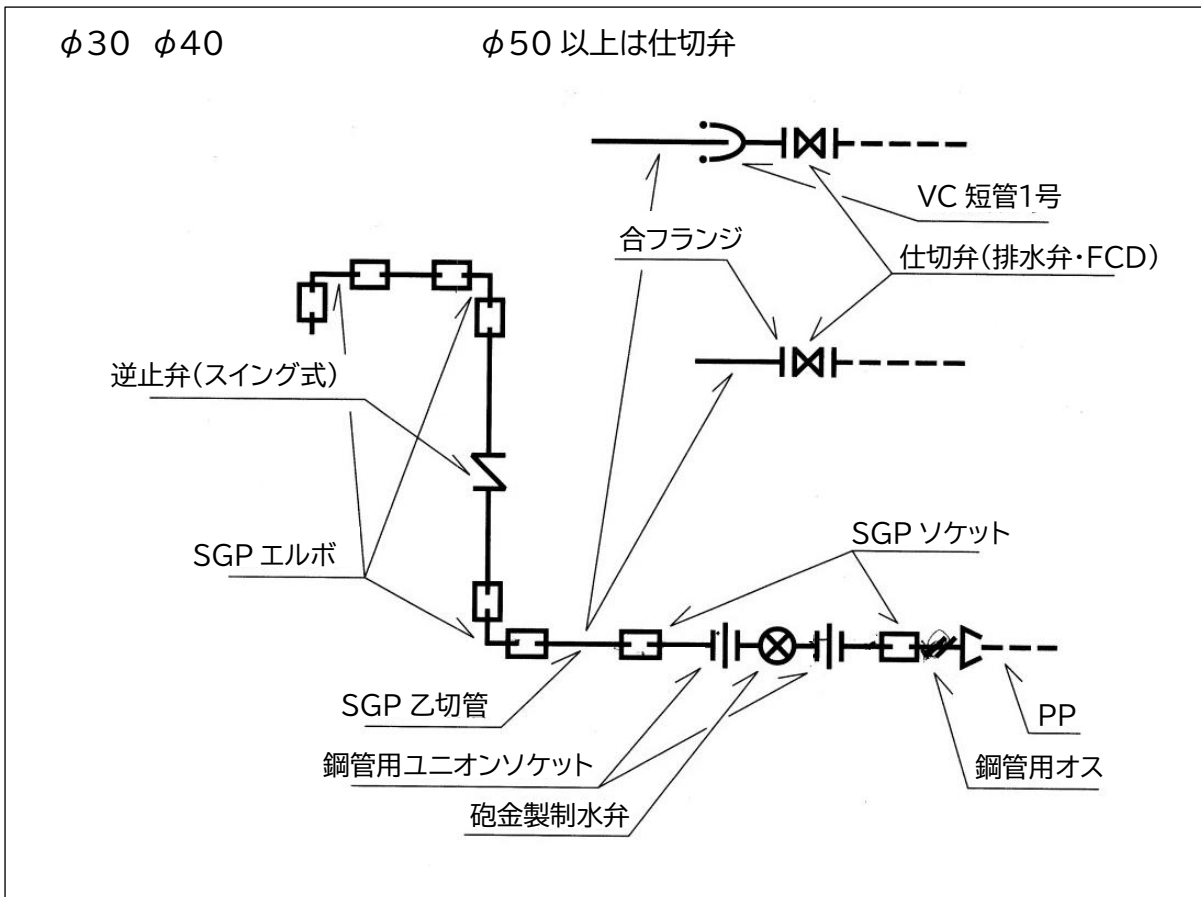 φ30 φ40
φ50 以上は仕切弁
VC 短管1号
合フランジ
仕切弁(排水弁・FCD)
逆止弁(スイング式)
SGP ソケット
SGP エルボ
SGP 乙切管
PP
鋼管用ユニオンソケット
鋼管用オス
砲金製制水弁